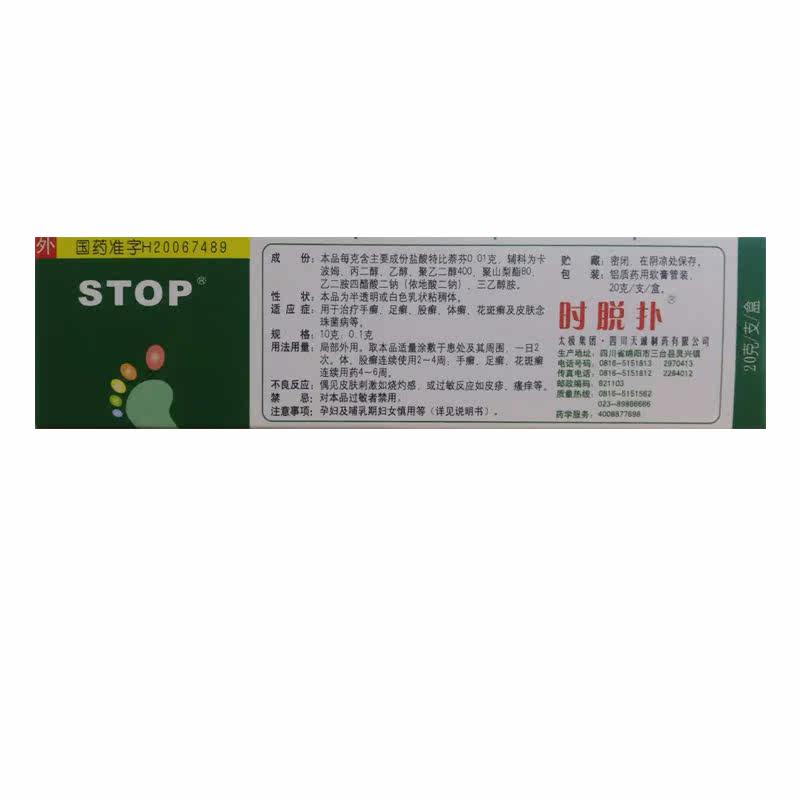 外
国药准字H20067489
STOP®
成 份：本品每克含主要成份盐酸特比萘芬0.01克，辅料为卡
波姆、丙二醇、乙醇、聚乙二醇400、聚山梨酯80、
乙二胺四醋酸二钠（依地酸二钠）、三乙醇胺。
性 状：本品为半透明或白色乳状粘稠体。
适 应 症：用于治疗手癣、足癣、股癣、体癣、花斑癣及皮肤念
珠菌病等。
规 格：10克：0.1克
用法用量：局部外用。取本品适量涂敷于患处及其周围，一日2
次。体、股癣连续使用2~4周；手癣、足癣、花斑癣
连续用药4~6周。
不良反应：偶见皮肤刺激如烧灼感，或过敏反应如皮疹、瘙痒等。
禁 忌：对本品过敏者禁用。
注意事项：孕妇及哺乳期妇女慎用等（详见说明书）。
贮 藏：密闭，在阴凉处保存。
包 装：铝质药用软膏管装，
20克/支/盒。
时脱扑®
太极集团·四川天诚制药有限公司
生产地址：四川省绵阳市三台县灵兴镇
电话号码：0816-5151813 2970413
传真电话：0816-5151812 2264012
邮政编码：621103
质量热线：0816-5151562
023-89886666
药学服务：4008877698
20克/支/盒